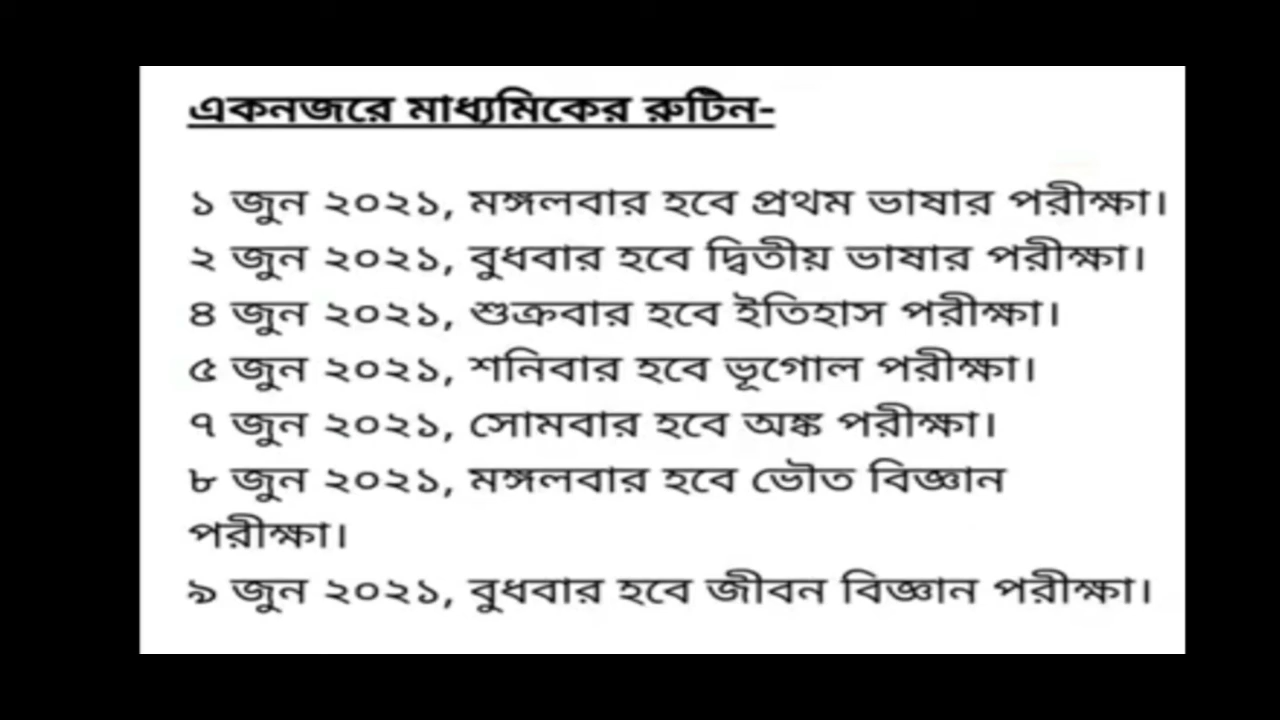 একনজরে মাধ্যমিকের রুটিন-
১ জুন ২০২১, মঙ্গলবার হবে প্রথম ভাষার পরীক্ষা।
২ জুন ২০২১, বুধবার হবে দ্বিতীয় ভাষার পরীক্ষা।
৪ জুন ২০২১, শুক্রবার হবে ইতিহাস পরীক্ষা।
৫ জুন ২০২১, শনিবার হবে ভূগোল পরীক্ষা।
৭ জুন ২০২১, সোমবার হবে অঙ্ক পরীক্ষা।
৮ জুন ২০২১, মঙ্গলবার হবে ভৌত বিজ্ঞান
পরীক্ষা।
৯ জুন ২০২১, বুধবার হবে জীবন বিজ্ঞান পরীক্ষা।